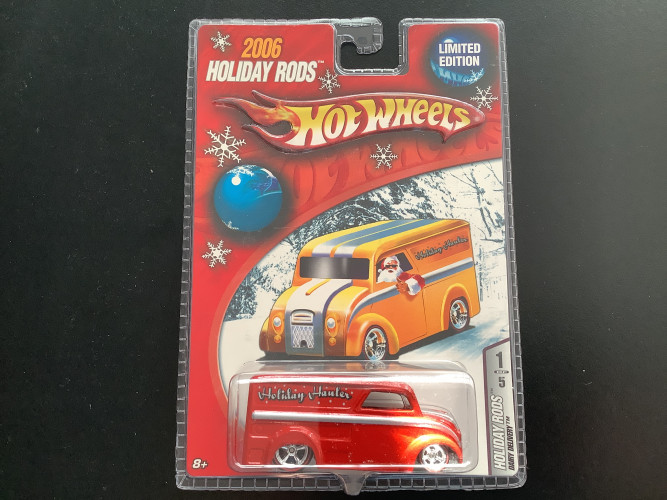 2006
HOLIDAY RODS™
LIMITED
EDITION
HOT WHEELS
Holiday Hauler
1
5
HOLIDAY RODS
DAIRY DELIVERY™
Holiday Hauler
8+